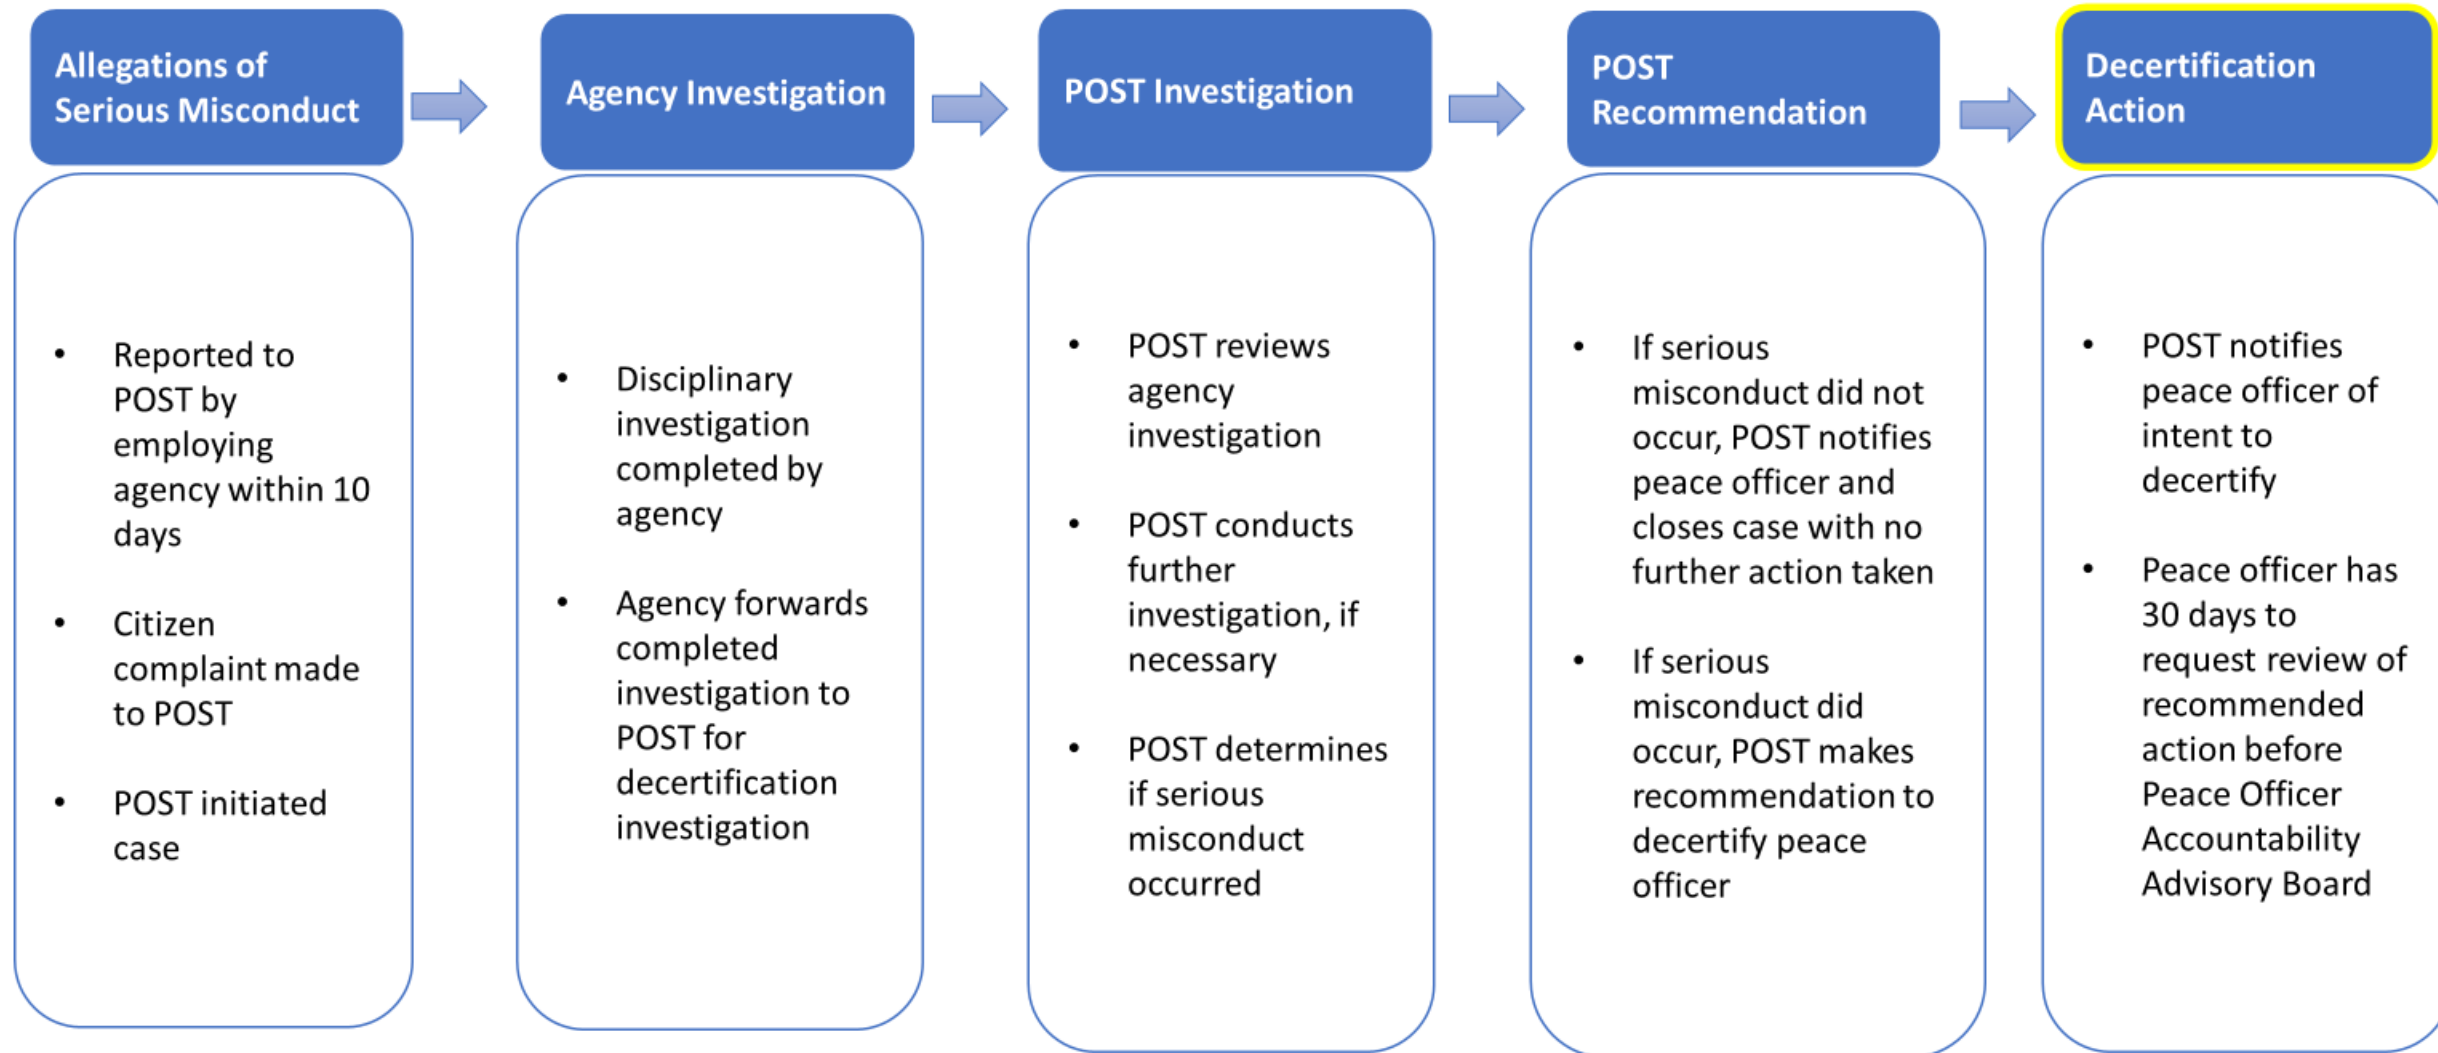 Allegations of
Serious Misconduct
• Reported to
POST by
employing
agency within 10
days
• Citizen
complaint made
to POST
• POST initiated
case
Agency Investigation
• Disciplinary
investigation
completed by
agency
• Agency forwards
completed
investigation to
POST for
decertification
investigation
POST Investigation
• POST reviews
agency
investigation
• POST conducts
further
investigation, if
necessary
• POST determines
if serious
misconduct
occurred
POST
Recommendation
• If serious
misconduct did not
occur, POST notifies
peace officer and
closes case with no
further action taken
• If serious
misconduct did
occur, POST makes
recommendation to
decertify peace
officer
Decertification
Action
• POST notifies
peace officer of
intent to
decertify
• Peace officer has
30 days to
request review of
recommended
action before
Peace Officer
Accountability
Advisory Board